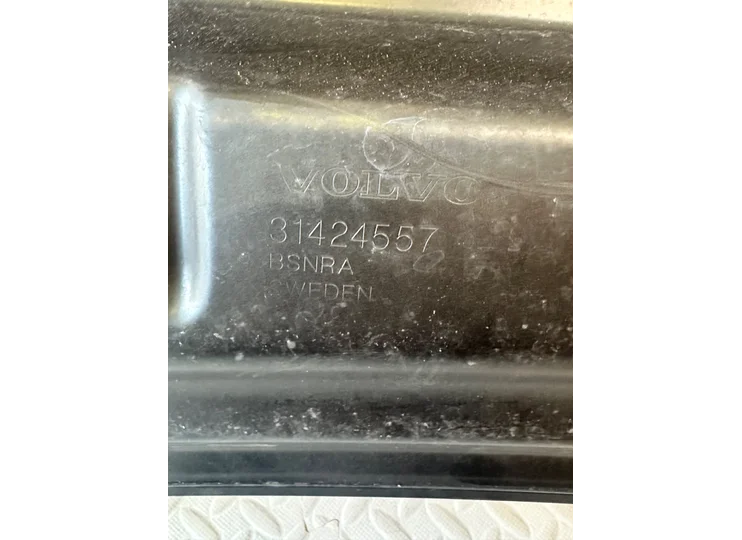 VOLVO
31424557
BSNRA
SWEDEN